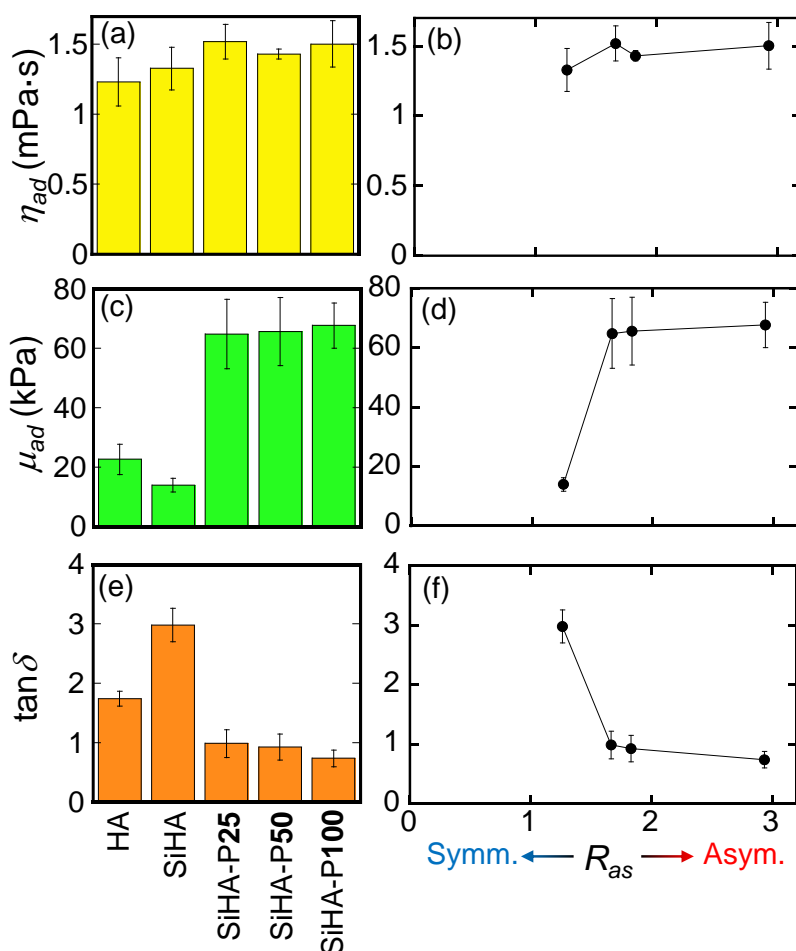 (a)
η_ad (mPa·s)
1.5
1
0.5
0
(b)
1.5
1
0.5
0
(c)
μ_ad (kPa)
80
60
40
20
0
(d)
80
60
40
20
0
(e)
tanδ
4
3
2
1
0
HA
SiHA
SiHA-P25
SiHA-P50
SiHA-P100
(f)
4
3
2
1
0
0 1 2 3
Symm. R_as Asym.